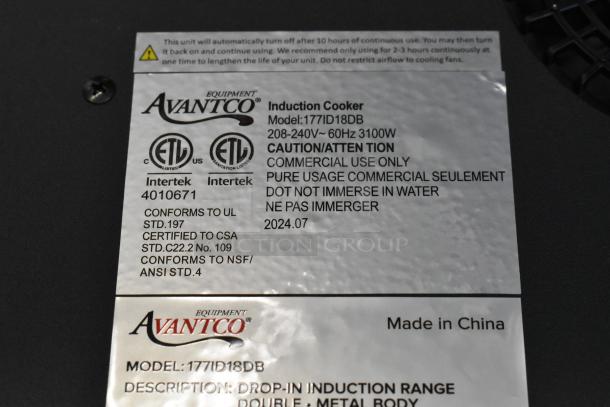 This unit will automatically turn off after 10 hours of continuous use. You may then turn
it back on and continue using. We recommend only using for 2-3 hours continuously at
one time to lengthen the life of your unit. Do not restrict airflow to cooling fans.
EQUIPMENT
AVANTCO®
Induction Cooker
Model:177ID18DB
208-240V~ 60Hz 3100W
CAUTION/ATTEN TION
COMMERCIAL USE ONLY
PURE USAGE COMMERCIAL SEULEMENT
DOT NOT IMMERSE IN WATER
NE PAS IMMERGER
2024.07
C ETL US ETL
LISTED
Intertek Intertek
4010671
CONFORMS TO UL
STD.197
CERTIFIED TO CSA
STD.C22.2 No. 109
CONFORMS TO NSF/
ANSI STD.4
AUCTION GROUP
EQUIPMENT
AVANTCO®
Made in China
MODEL: 177ID18DB
DESCRIPTION: DROP-IN INDUCTION RANGE
DOUBLE - METAL BODY